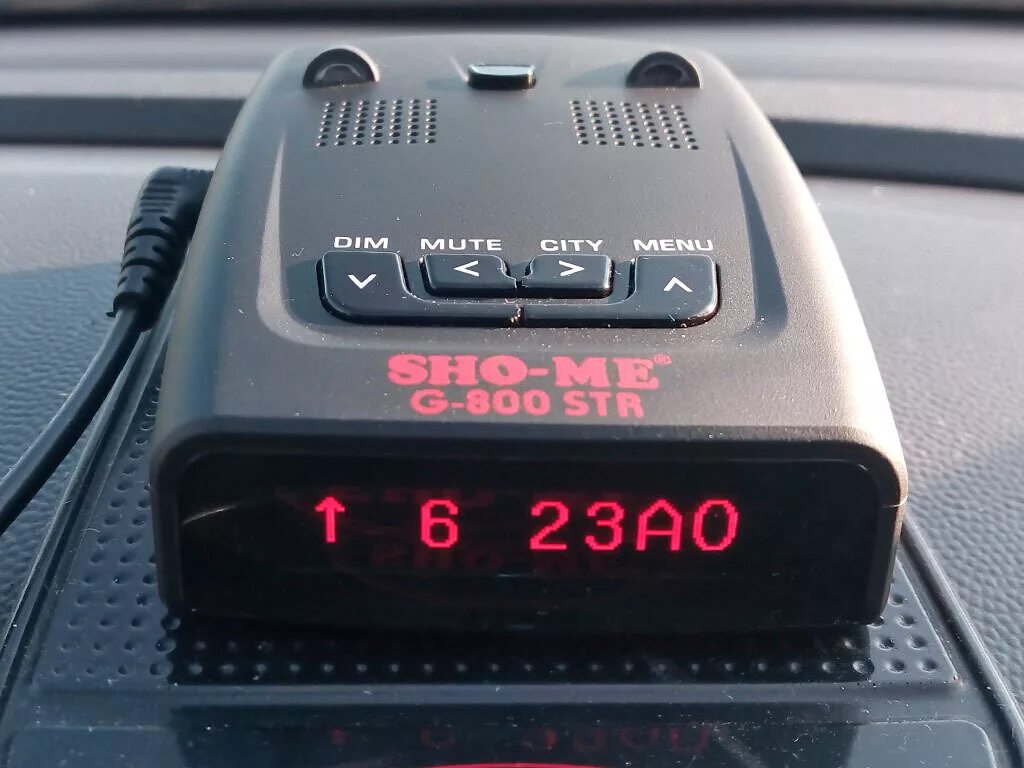 DIM MUTE CITY MENU
SHO-ME®
G-800 STR
↑ 6 23A0